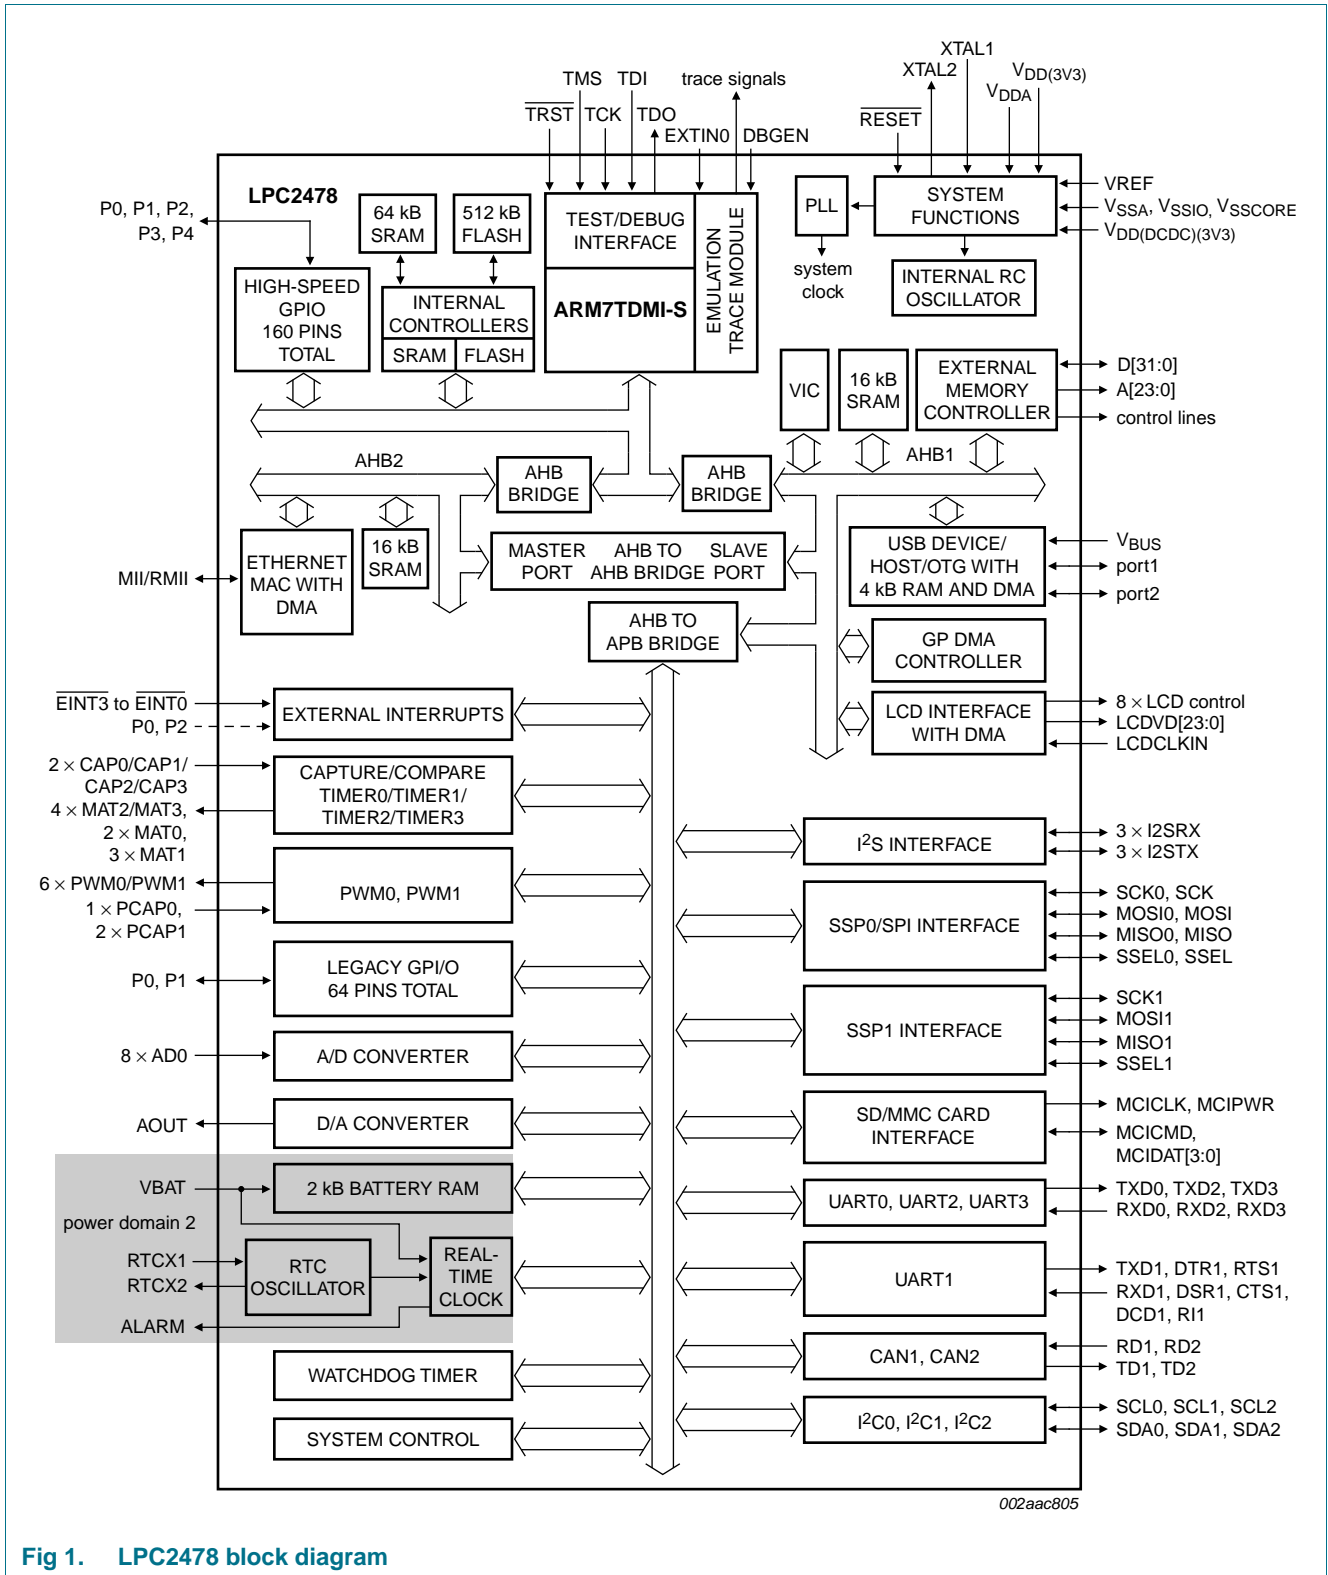 XTAL1
XTAL2
VDD(3V3)
VDDA
RESET
TMS TDI trace signals
TRST TCK TDO
EXTIN0 DBGEN
LPC2478
P0, P1, P2,
P3, P4
64 kB
SRAM
512 kB
FLASH
TEST/DEBUG
INTERFACE
EMULATION
TRACE MODULE
ARM7TDMI-S
PLL
system
clock
SYSTEM
FUNCTIONS
VREF
VSSA, VSSIO, VSSCORE
VDD(DCDC)(3V3)
INTERNAL RC
OSCILLATOR
HIGH-SPEED
GPIO
160 PINS
TOTAL
INTERNAL
CONTROLLERS
SRAM FLASH
VIC
16 kB
SRAM
EXTERNAL
MEMORY
CONTROLLER
D[31:0]
A[23:0]
control lines
AHB2
AHB
BRIDGE
AHB
BRIDGE
AHB1
ETHERNET
MAC WITH
DMA
MII/RMII
16 kB
SRAM
MASTER
PORT
AHB TO
AHB BRIDGE
SLAVE
PORT
USB DEVICE/
HOST/OTG WITH
4 kB RAM AND DMA
VBUS
port1
port2
AHB TO
APB BRIDGE
GP DMA
CONTROLLER
LCD INTERFACE
WITH DMA
8 × LCD control
LCDVD[23:0]
LCDCLKIN
EINT3 to EINT0
P0, P2
EXTERNAL INTERRUPTS
2 × CAP0/CAP1/
CAP2/CAP3
4 × MAT2/MAT3,
2 × MAT0,
3 × MAT1
CAPTURE/COMPARE
TIMER0/TIMER1/
TIMER2/TIMER3
6 × PWM0/PWM1
1 × PCAP0,
2 × PCAP1
PWM0, PWM1
P0, P1
LEGACY GPI/O
64 PINS TOTAL
8 × AD0
A/D CONVERTER
AOUT
D/A CONVERTER
VBAT
2 kB BATTERY RAM
power domain 2
RTCX1
RTCX2
RTC
OSCILLATOR
REAL-
TIME
CLOCK
ALARM
WATCHDOG TIMER
SYSTEM CONTROL
I2S INTERFACE
3 × I2SRX
3 × I2STX
SSP0/SPI INTERFACE
SCK0, SCK
MOSI0, MOSI
MISO0, MISO
SSEL0, SSEL
SSP1 INTERFACE
SCK1
MOSI1
MISO1
SSEL1
SD/MMC CARD
INTERFACE
MCICLK, MCIPWR
MCICMD,
MCIDAT[3:0]
UART0, UART2, UART3
TXD0, TXD2, TXD3
RXD0, RXD2, RXD3
UART1
TXD1, DTR1, RTS1
RXD1, DSR1, CTS1,
DCD1, RI1
CAN1, CAN2
RD1, RD2
TD1, TD2
I2C0, I2C1, I2C2
SCL0, SCL1, SCL2
SDA0, SDA1, SDA2
002aac805
Fig 1. LPC2478 block diagram